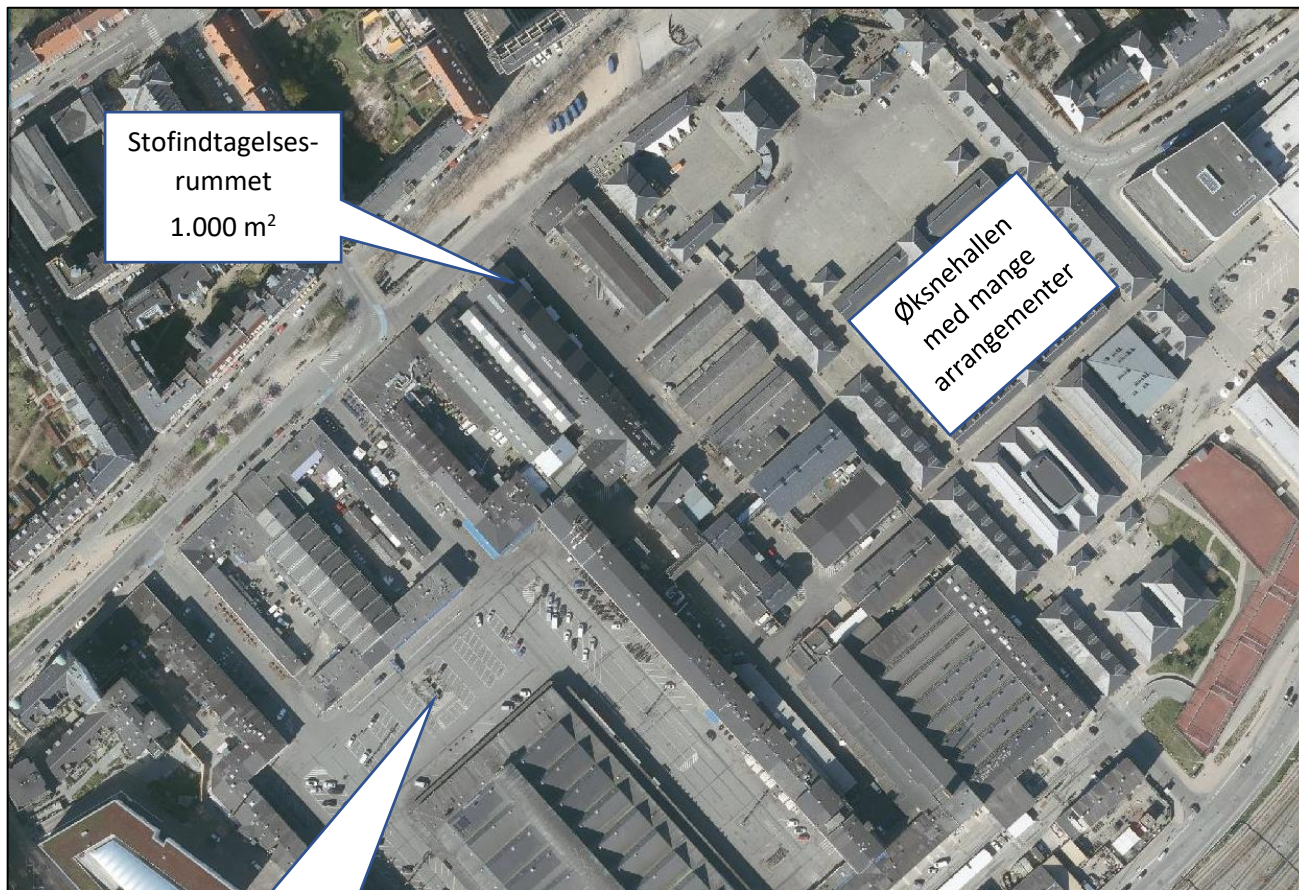 Stofindtagelses-
rummet
1.000 m²
Øksnehallen
med mange
arrangementer